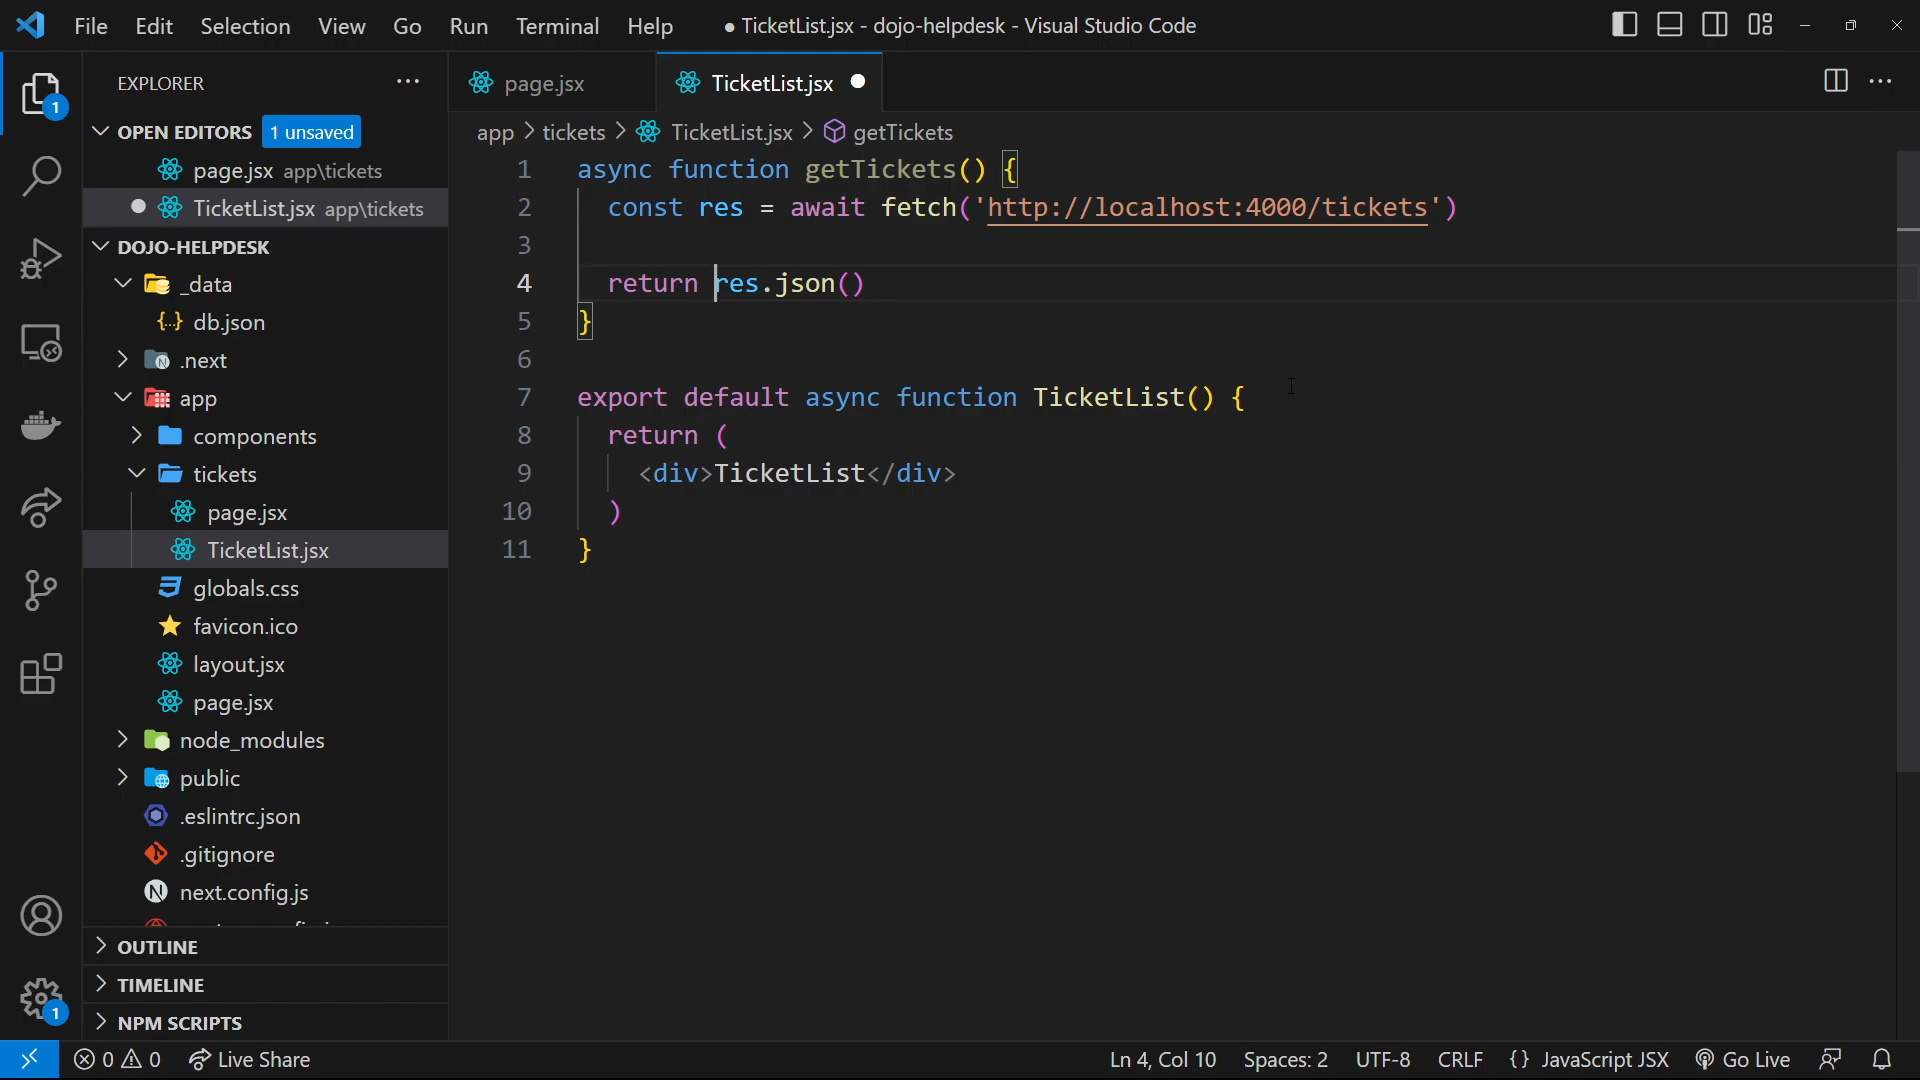 File Edit Selection View Go Run Terminal Help
● TicketList.jsx - dojo-helpdesk - Visual Studio Code
EXPLORER
OPEN EDITORS 1 unsaved
page.jsx app\tickets
TicketList.jsx app\tickets
DOJO-HELPDESK
_data
db.json
.next
app
components
tickets
page.jsx
TicketList.jsx
globals.css
favicon.ico
layout.jsx
page.jsx
node_modules
public
.eslintrc.json
.gitignore
next.config.js
OUTLINE
TIMELINE
NPM SCRIPTS
1
1
page.jsx
TicketList.jsx
app > tickets > TicketList.jsx > getTickets
1 async function getTickets() {
2 const res = await fetch('http://localhost:4000/tickets')
3
4 return res.json()
5 }
6
7 export default async function TicketList() {
8 return (
9 <div>TicketList</div>
10 )
11 }
0 0 Live Share
Ln 4, Col 10 Spaces: 2 UTF-8 CRLF {} JavaScript JSX Go Live